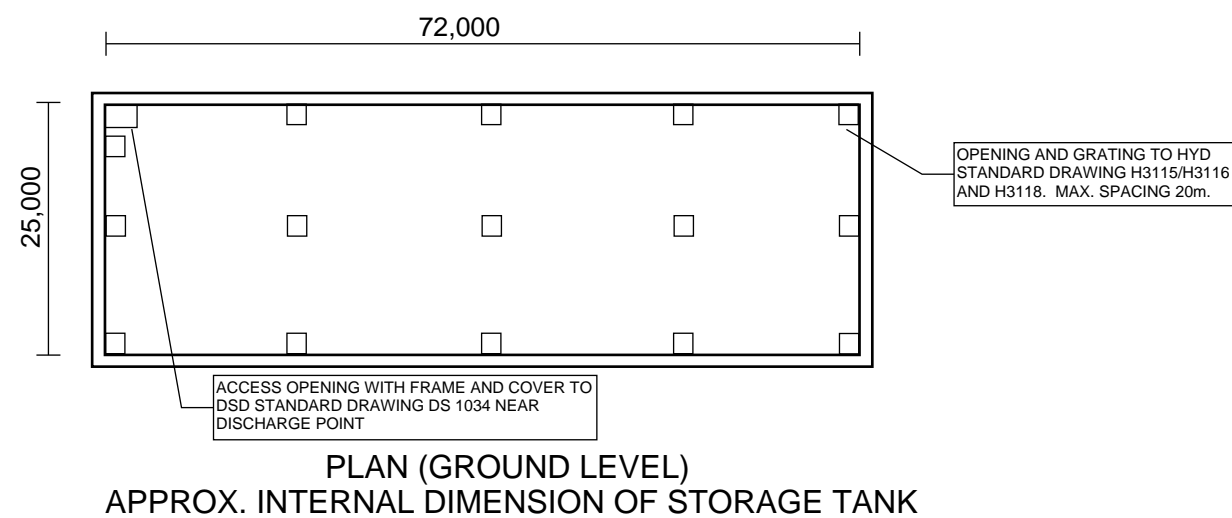 72,000
25,000
OPENING AND GRATING TO HYD
STANDARD DRAWING H3115/H3116
AND H3118. MAX. SPACING 20m.
ACCESS OPENING WITH FRAME AND COVER TO
DSD STANDARD DRAWING DS 1034 NEAR
DISCHARGE POINT
PLAN (GROUND LEVEL)
APPROX. INTERNAL DIMENSION OF STORAGE TANK